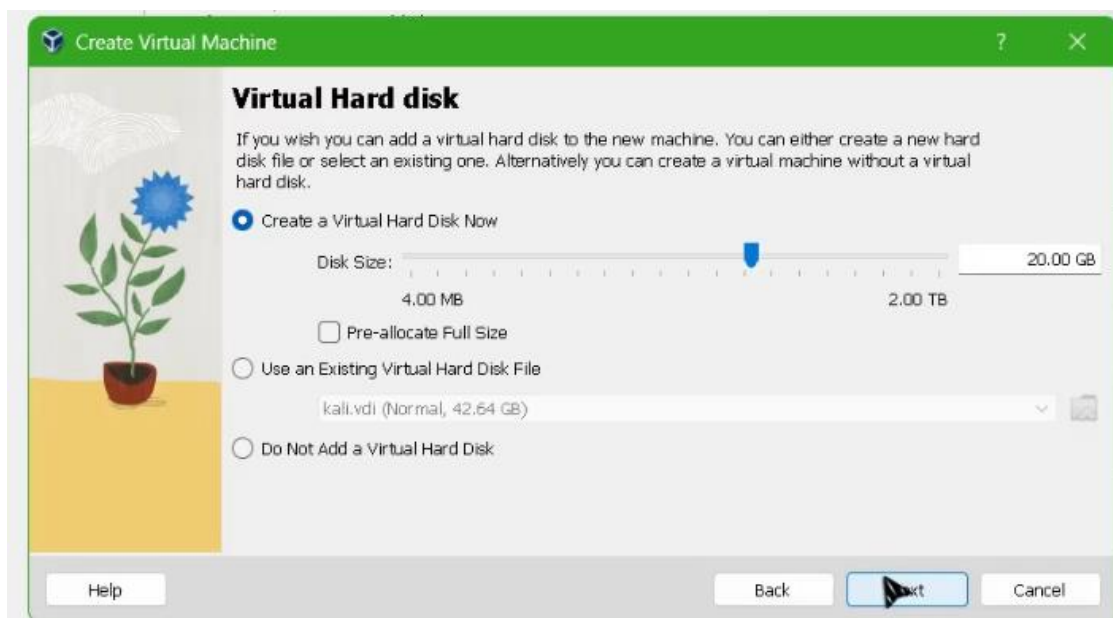 Create Virtual Machine
?
Virtual Hard disk
If you wish you can add a virtual hard disk to the new machine. You can either create a new hard
disk file or select an existing one. Alternatively you can create a virtual machine without a virtual
hard disk.
Create a Virtual Hard Disk Now
Disk Size:
20.00 GB
4.00 MB
2.00 TB
Pre-allocate Full Size
Use an Existing Virtual Hard Disk File
kali.vdi (Normal, 42.64 GB)
Do Not Add a Virtual Hard Disk
Help
Back
Cancel